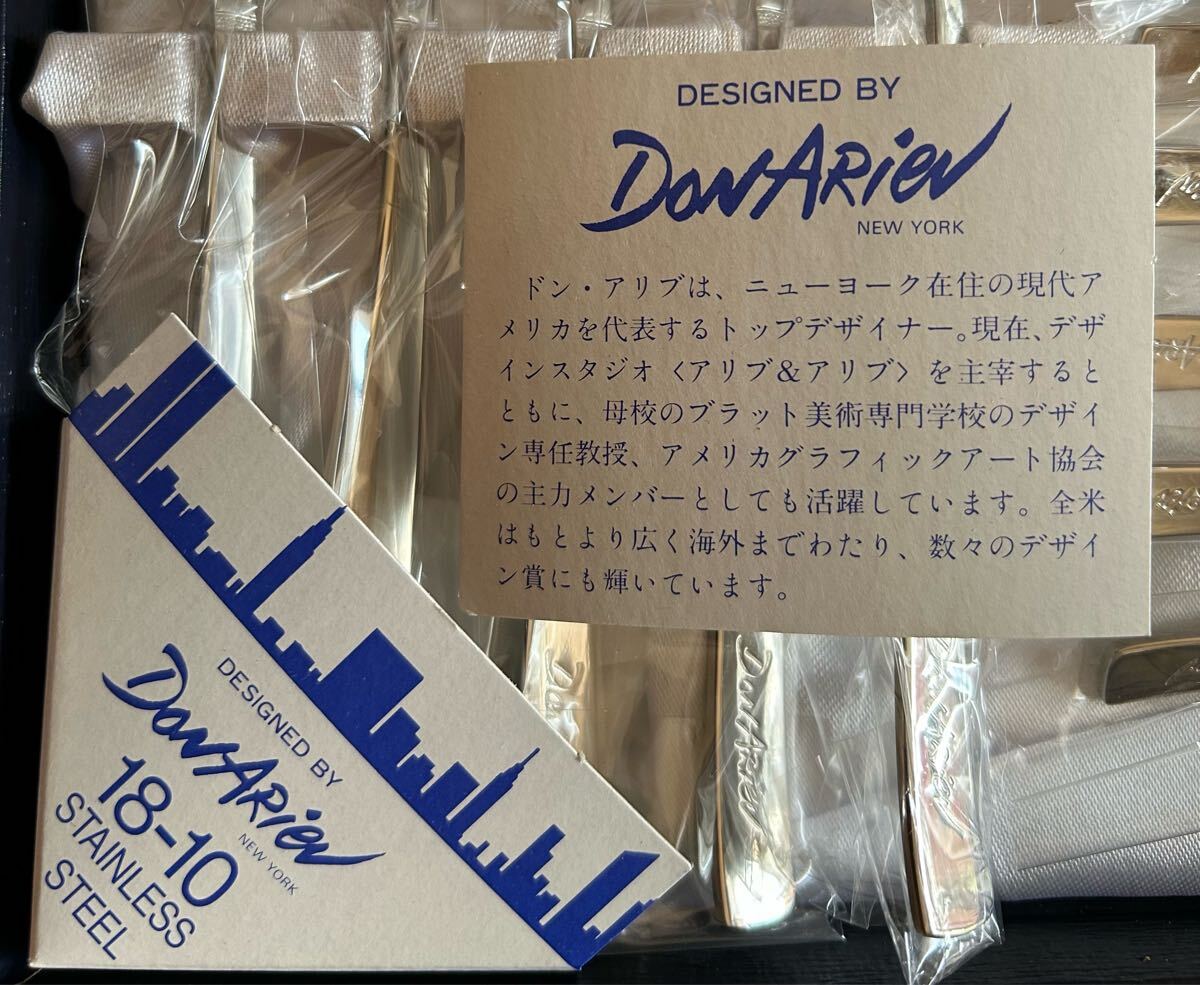 DESIGNED BY
DonARiev
NEW YORK
ドン・アリブは、ニューヨーク在住の現代ア
メリカを代表するトップデザイナー。現在、デザ
インスタジオ〈アリブ&アリブ〉を主宰すると
ともに、母校のブラット美術専門学校のデザイ
ン専任教授、アメリカグラフィックアート協会
の主力メンバーとしても活躍しています。全米
はもとより広く海外までわたり、数々のデザイ
ン賞にも輝いています。
DESIGNED BY
DonARiev
NEW YORK
18-10
STAINLESS
STEEL
DonARiev